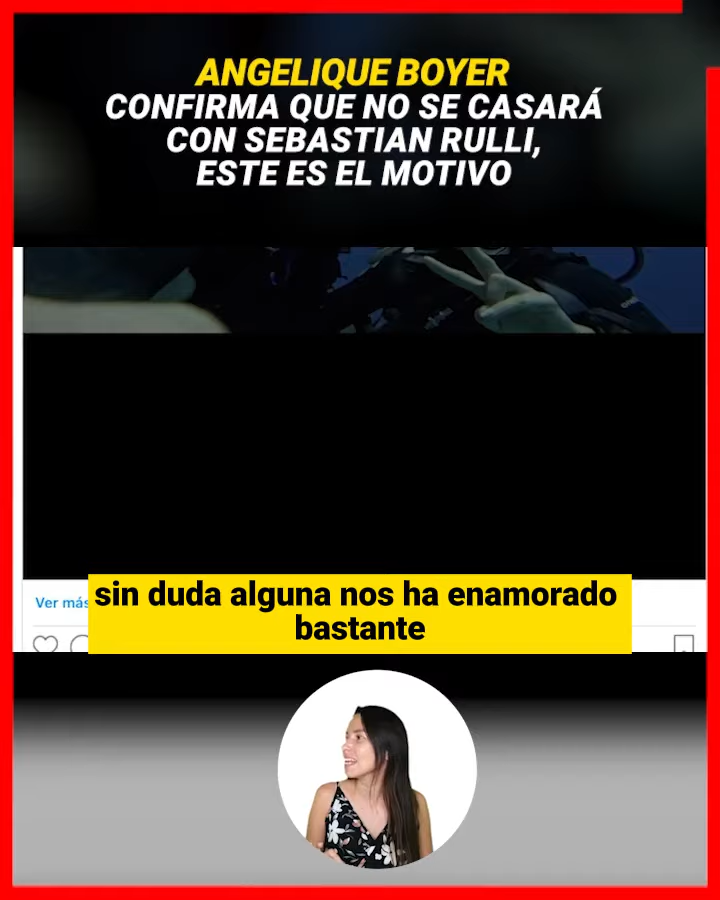 ANGELIQUE BOYER
CONFIRMA QUE NO SE CASARÁ
CON SEBASTIAN RULLI,
ESTE ES EL MOTIVO
Ver más
sin duda alguna nos ha enamorado
bastante